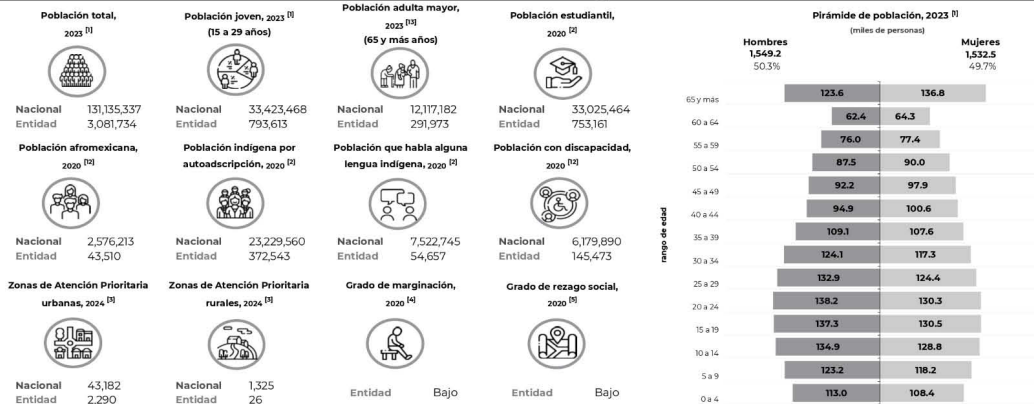 Población total,
2023 [1]
Nacional 131,135,337
Entidad 3,081,734
Población joven, 2023 [1]
(15 a 29 años)
Nacional 33,423,468
Entidad 793,613
Población adulta mayor,
2023 [13]
(65 y más años)
Nacional 12,117,182
Entidad 291,973
Población estudiantil,
2020 [2]
Nacional 33,025,464
Entidad 753,161
Población afromexicana,
2020 [12]
Nacional 2,576,213
Entidad 43,510
Población indígena por
autoadscripción, 2020 [2]
Nacional 23,229,560
Entidad 372,543
Población que habla alguna
lengua indígena, 2020 [2]
Nacional 7,522,745
Entidad 54,657
Población con discapacidad,
2020 [12]
Nacional 6,179,890
Entidad 145,473
Zonas de Atención Prioritaria
urbanas, 2024 [3]
Nacional 43,182
Entidad 2,290
Zonas de Atención Prioritaria
rurales, 2024 [3]
Nacional 1,325
Entidad 26
Grado de marginación,
2020 [4]
Entidad Bajo
Grado de rezago social,
2020 [5]
Entidad Bajo
Pirámide de población, 2023 [1]
(miles de personas)
Hombres Mujeres
1,549.2 1,532.5
50.3% 49.7%
rango de edad
65 y más 123.6 136.8
60 a 64 62.4 64.3
55 a 59 76.0 77.4
50 a 54 87.5 90.0
45 a 49 92.2 97.9
40 a 44 94.9 100.6
35 a 39 109.1 107.6
30 a 34 124.1 117.3
25 a 29 132.9 124.4
20 a 24 138.2 130.3
15 a 19 137.3 130.5
10 a 14 134.9 128.8
5 a 9 123.2 118.2
0 a 4 113.0 108.4